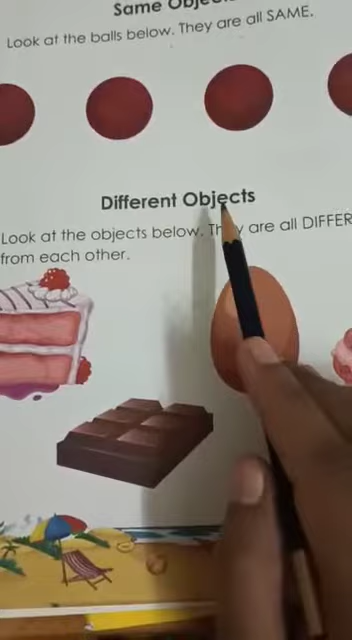 Same
Look at the balls below. They are all SAME.
Different Objects
Look at the objects below. They are all
from each other.